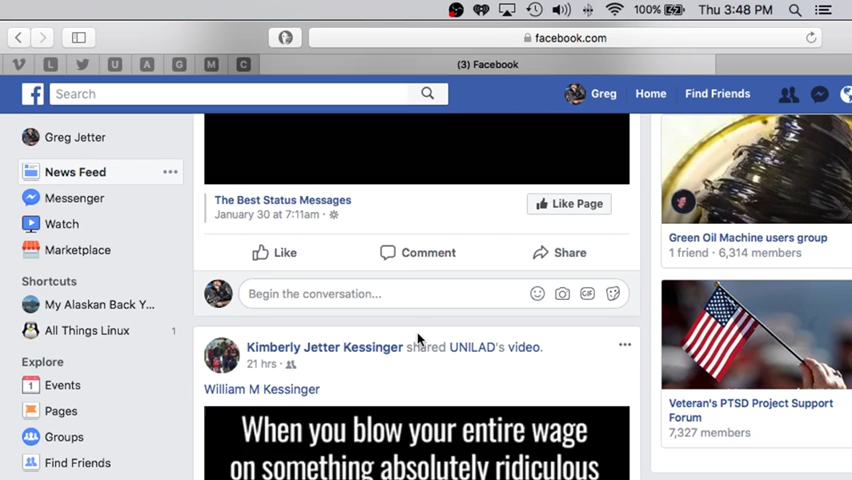 100% Thu 3:48 PM
facebook.com
V L U A G M C (3) Facebook
f Search Greg Home Find Friends
Greg Jetter
News Feed
Messenger
Watch
Marketplace
Shortcuts
My Alaskan Back Y...
All Things Linux 1
Explore
1 Events
Pages
Groups
Find Friends
The Best Status Messages
January 30 at 7:11am ·
Like Page
Like Comment Share
Begin the conversation...
GIF
Kimberly Jetter Kessinger shared UNILAD's video.
21 hrs ·
William M Kessinger
When you blow your entire wage
on something absolutely ridiculous
Green Oil Machine users group
1 friend · 6,314 members
Veteran's PTSD Project Support
Forum
7,327 members